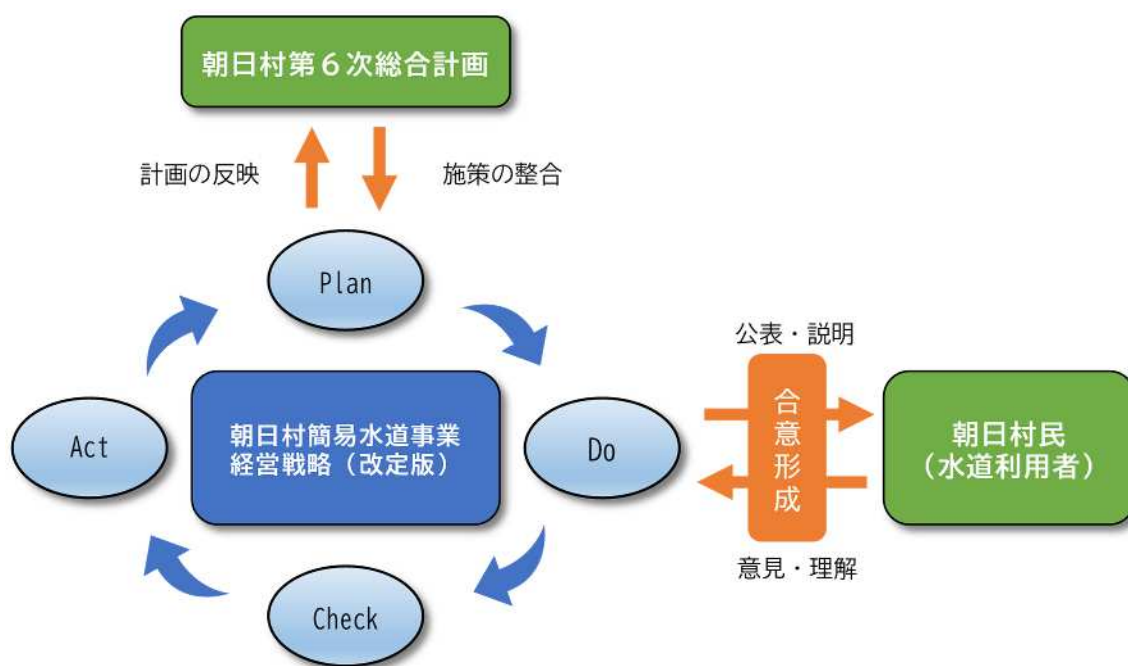 朝日村第６次総合計画
計画の反映
施策の整合
Plan
公表・説明
Act
朝日村簡易水道事業
経営戦略（改定版）
Do
合意形成
朝日村民
（水道利用者）
意見・理解
Check